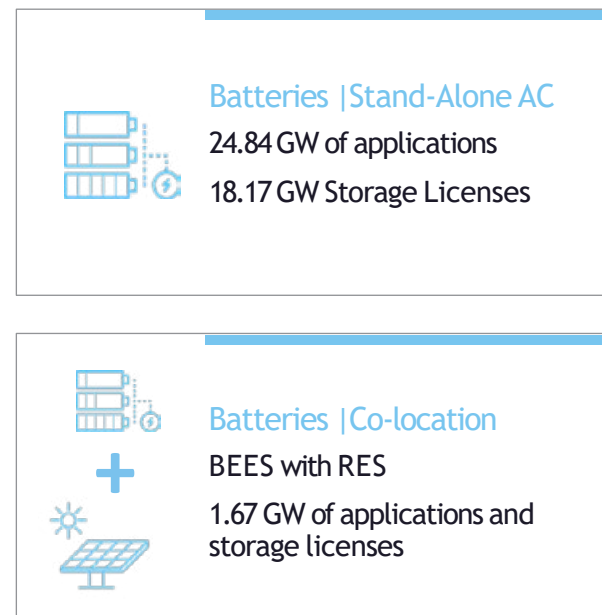 Batteries |Stand-Alone AC
24.84 GW of applications
18.17 GW Storage Licenses
Batteries |Co-location
BEES with RES
1.67 GW of applications and
storage licenses